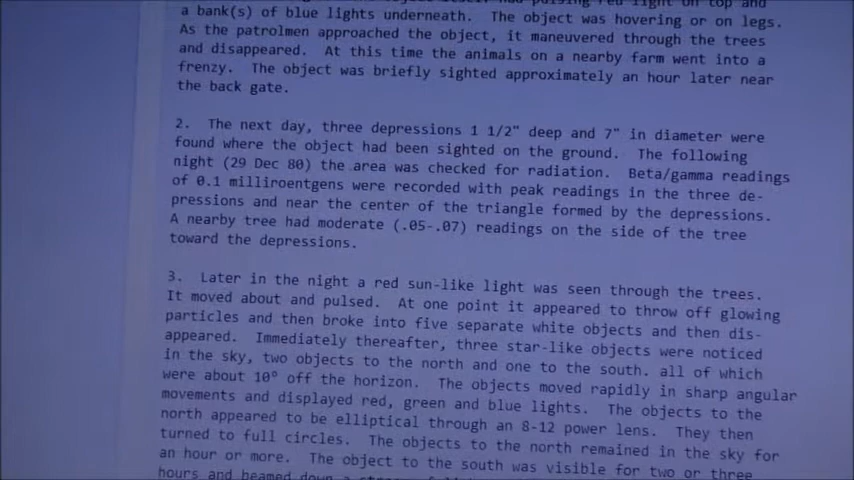 a bank(s) of blue lights underneath. The object was hovering or on legs.
As the patrolmen approached the object, it maneuvered through the trees
and disappeared. At this time the animals on a nearby farm went into a
frenzy. The object was briefly sighted approximately an hour later near
the back gate.
2. The next day, three depressions 1 1/2" deep and 7" in diameter were
found where the object had been sighted on the ground. The following
night (29 Dec 80) the area was checked for radiation. Beta/gamma readings
of 0.1 milliroentgens were recorded with peak readings in the three de-
pressions and near the center of the triangle formed by the depressions.
A nearby tree had moderate (.05-.07) readings on the side of the tree
toward the depressions.
3. Later in the night a red sun-like light was seen through the trees.
It moved about and pulsed. At one point it appeared to throw off glowing
particles and then broke into five separate white objects and then dis-
appeared. Immediately thereafter, three star-like objects were noticed
in the sky, two objects to the north and one to the south. all of which
were about 10° off the horizon. The objects moved rapidly in sharp angular
movements and displayed red, green and blue lights. The objects to the
north appeared to be elliptical through an 8-12 power lens. They then
turned to full circles. The objects to the north remained in the sky for
an hour or more. The object to the south was visible for two or three
hours and beamed down a